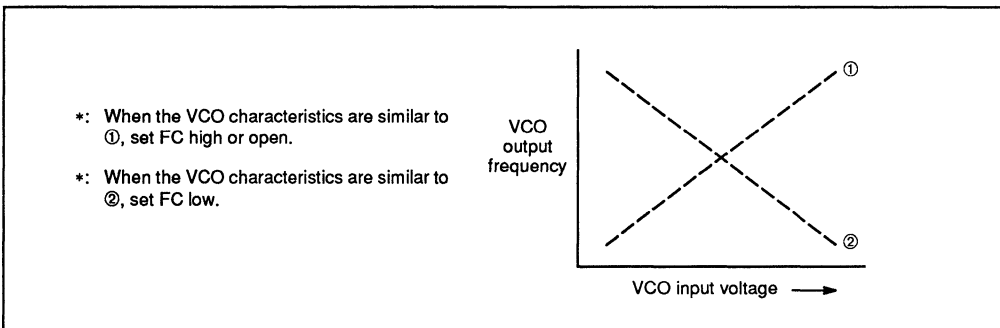 *: When the VCO characteristics are similar to
①, set FC high or open.
*: When the VCO characteristics are similar to
②, set FC low.
VCO
output
frequency
①
②
VCO input voltage